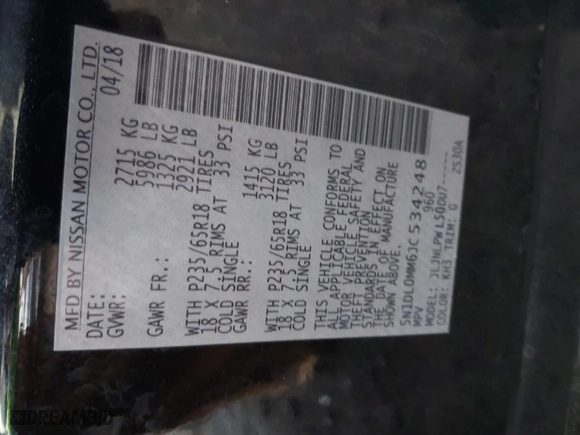 MFD BY NISSAN MOTOR CO., LTD.
DATE: 04/18
GVWR: 2715 KG
5986 LB
GAWR FR.: 1325 KG
2921 LB
WITH P235/65R18 TIRES
18 X 7.5 RIMS AT 33 PSI
COLD SINGLE
GAWR RR.: 1415 KG
3120 LB
WITH P235/65R18 TIRES
18 X 7.5 RIMS AT 33 PSI
COLD SINGLE
THIS VEHICLE CONFORMS TO
ALL APPLICABLE FEDERAL
MOTOR VEHICLE SAFETY AND
THEFT PREVENTION
STANDARDS IN EFFECT ON
THE DATE OF MANUFACTURE
SHOWN ABOVE.
5N1DL0MM6JC534248
MPV 960
MODEL: JLJNLPWL50DU7-----
COLOR: KH3 TRIM: G 2530A
DREAMBID